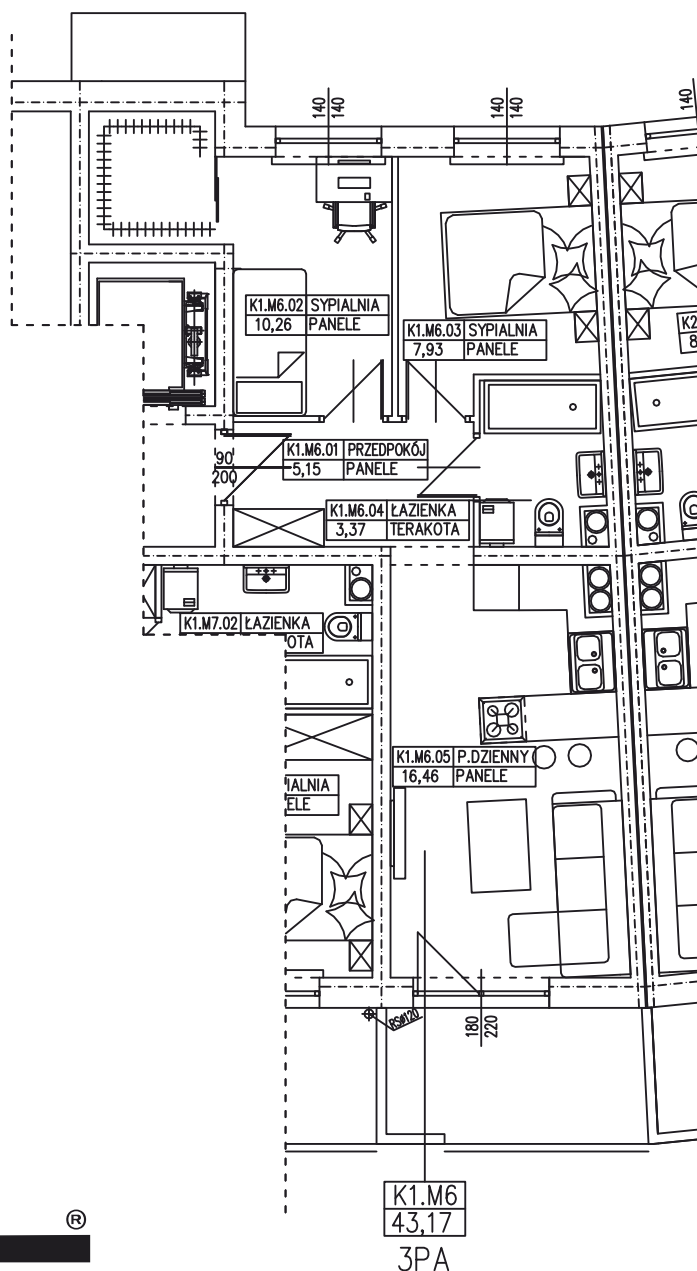 140 140
140 140
140
K1.M6.02 SYPIALNIA
10,26 PANELE
K1.M6.03 SYPIALNIA
7,93 PANELE
K2
8
K1.M6.01 PRZEDPOKÓJ
5,15 PANELE
90
200
K1.M6.04 ŁAZIENKA
3,37 TERAKOTA
K1.M7.02 ŁAZIENKA
OTA
K1.M6.05 P.DZIENNY
16,46 PANELE
IALNIA
ELE
RSØ120
180
220
K1.M6
43,17
3PA
®